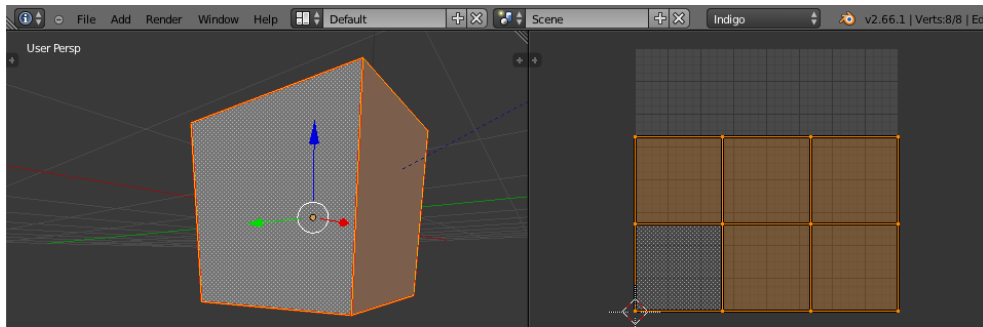 File Add Render Window Help Default Scene Indigo v2.66.1 | Verts:8/8 | Ed
User Persp